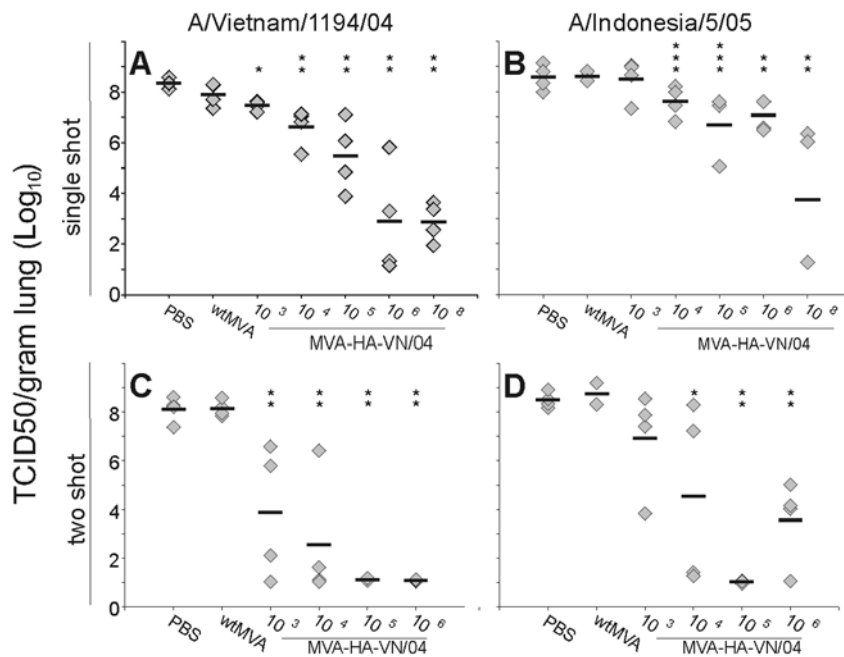 A/Vietnam/1194/04 A/Indonesia/5/05
TCID50/gram lung (Log10)
single shot
A
* ** ** ** **
8
6
4
2
0
PBS wtMVA 10 3 10 4 10 5 10 6 10 8
MVA-HA-VN/04
B
*** *** ** **
PBS wtMVA 10 3 10 4 10 5 10 6 10 8
MVA-HA-VN/04
two shot
C
** ** ** **
8
6
4
2
0
PBS wtMVA 10 3 10 4 10 5 10 6
MVA-HA-VN/04
D
* ** **
PBS wtMVA 10 3 10 4 10 5 10 6
MVA-HA-VN/04